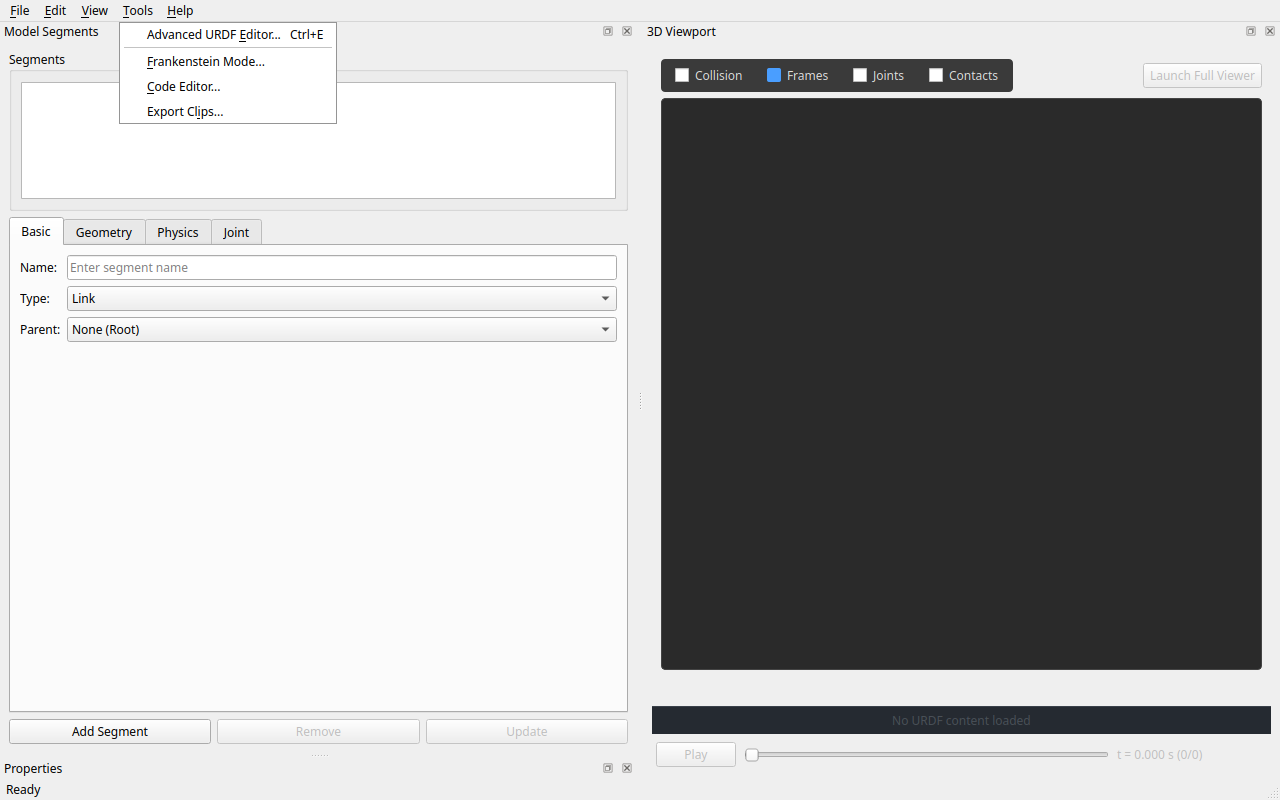 File Edit View Tools Help
Model Segments
3D Viewport
Advanced URDF Editor... Ctrl+E
Frankenstein Mode...
Code Editor...
Export Clips...
Segments
Collision Frames Joints Contacts
Launch Full Viewer
Basic Geometry Physics Joint
Name: Enter segment name
Type: Link
Parent: None (Root)
Add Segment Remove Update
No URDF content loaded
Play t = 0.000 s (0/0)
Properties
Ready